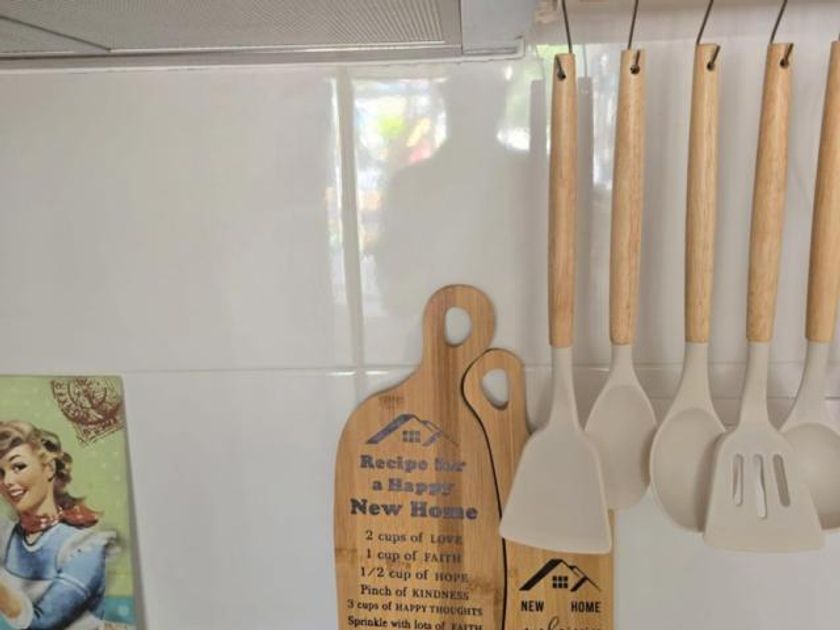 Recipe for
a Happy
New Home
2 cups of LOVE
1 cup of FAITH
1/2 cup of HOPE
Pinch of KINDNESS
3 cups of HAPPY THOUGHTS
Sprinkle with lots of FAITH
NEW HOME